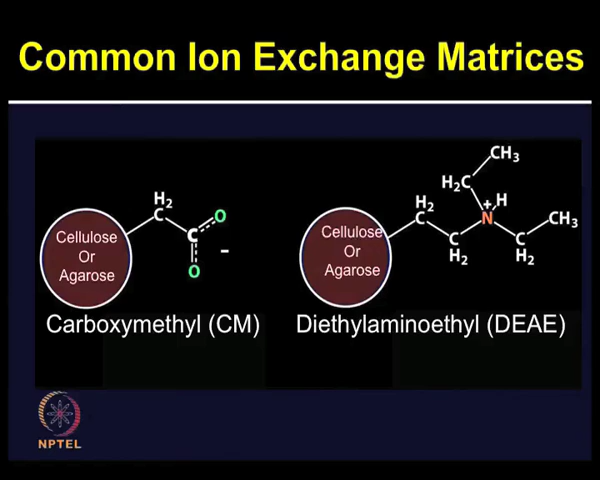 Common Ion Exchange Matrices
Cellulose
Or
Agarose
H2
C
C
O
O
-
Carboxymethyl (CM)
Cellulose
Or
Agarose
H2
C
C
H2
H2C
CH3
+
H
N
C
H2
CH3
Diethylaminoethyl (DEAE)
NPTEL